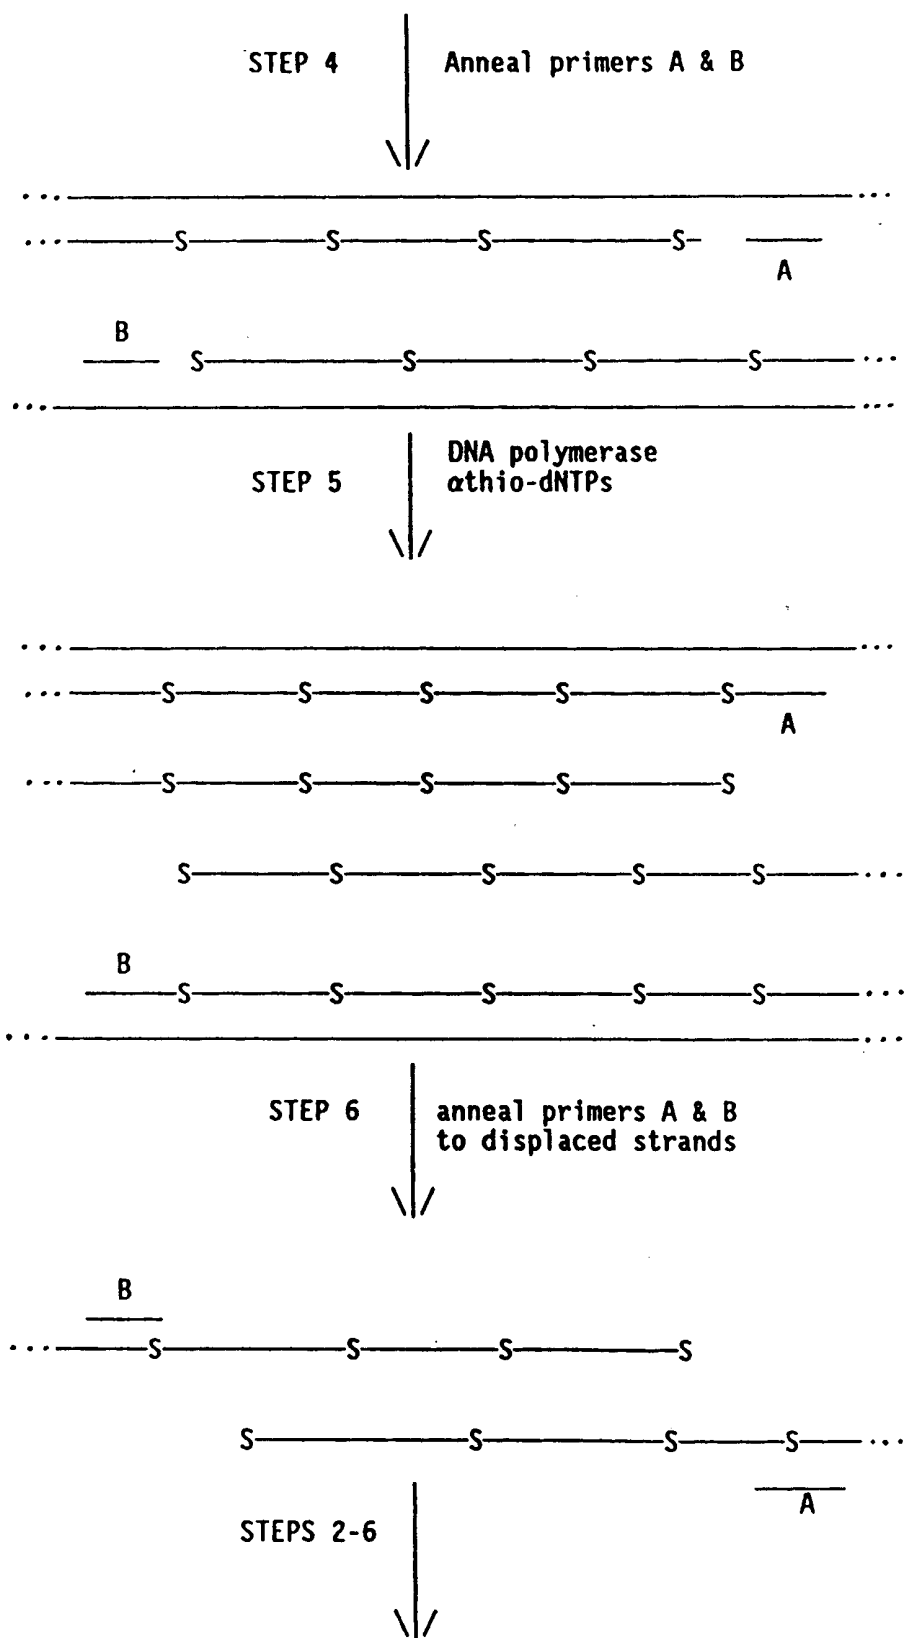 STEP 4 Anneal primers A & B
... ...
...S S S S A
B
S S S S...
... ...
DNA polymerase
STEP 5 αthio-dNTPs
... ...
...S S S S S
A
...S S S S S
S S S S S...
B
S S S S S...
... ...
STEP 6 anneal primers A & B
to displaced strands
B
...S S S S
S S S S...
A
STEPS 2-6